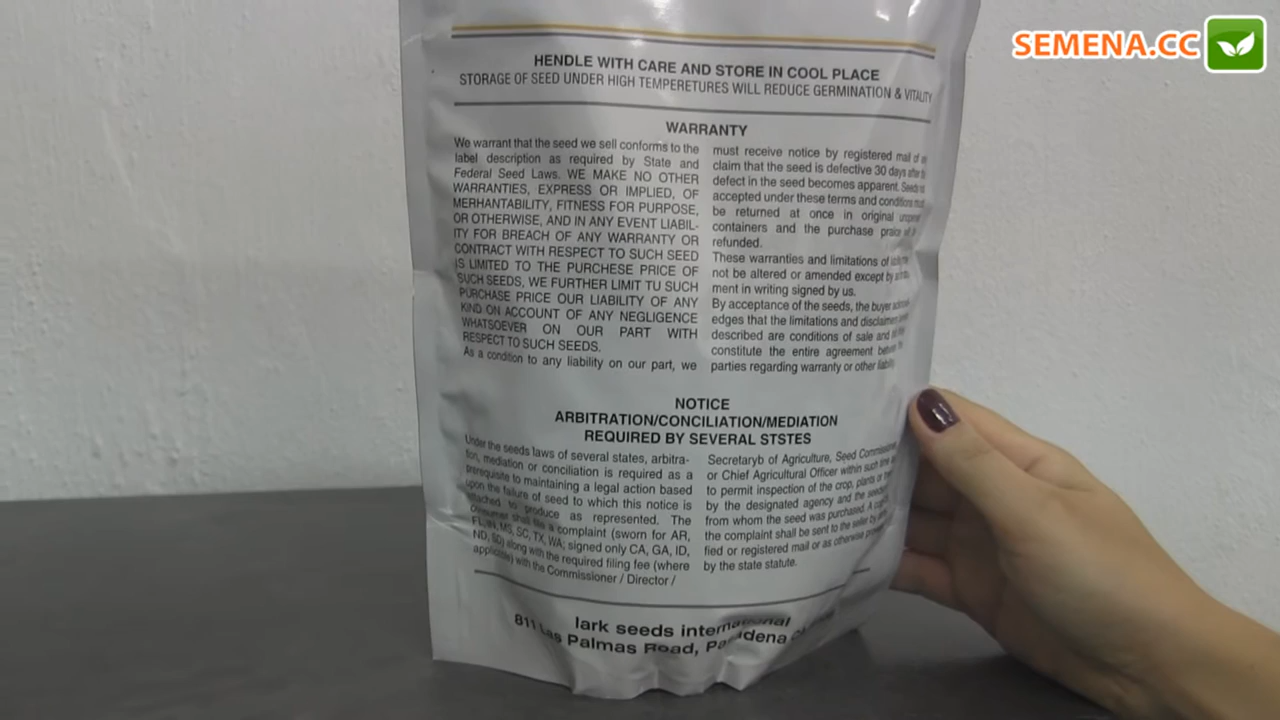 SEMENA.CC
HENDLE WITH CARE AND STORE IN COOL PLACE
STORAGE OF SEED UNDER HIGH TEMPERETURES WILL REDUCE GERMINATION & VITALITY
WARRANTY
We warrant that the seed we sell conforms to the
label description as required by State and
Federal Seed Laws. WE MAKE NO OTHER
WARRANTIES, EXPRESS OR IMPLIED, OF
MERHANTABILITY, FITNESS FOR PURPOSE,
OR OTHERWISE, AND IN ANY EVENT LIABIL-
ITY FOR BREACH OF ANY WARRANTY OR
CONTRACT WITH RESPECT TO SUCH SEED
IS LIMITED TO THE PURCHESE PRICE OF
SUCH SEEDS, WE FURTHER LIMIT TU SUCH
PURCHASE PRICE OUR LIABILITY OF ANY
KIND ON ACCOUNT OF ANY NEGLIGENCE
WHATSOEVER ON OUR PART WITH
RESPECT TO SUCH SEEDS.
As a condition to any liability on our part, we
must receive notice by registered mail of
claim that the seed is defective 30 days after
defect in the seed becomes apparent. Seeds
accepted under these terms and conditions must
be returned at once in original
containers and the purchase praice
refunded.
These warranties and limitations of
not be altered or amended except by
ment in writing signed by us.
By acceptance of the seeds, the buyer
edges that the limitations and disclaimers
described are conditions of sale and
constitute the entire agreement between
parties regarding warranty or other liability
NOTICE
ARBITRATION/CONCILIATION/MEDIATION
REQUIRED BY SEVERAL STSTES
Under the seeds laws of several states, arbitra-
tion, mediation or conciliation is required as a
prerequisite to maintaining a legal action based
upon the failure of seed to which this notice is
attached to produce as represented. The
consumer shall file a complaint (sworn for AR,
FL, IN, MS, SC, TX, WA; signed only CA, GA, ID,
ND, SD) along with the required filing fee (where
applicable) with the Commissioner / Director /
Secretaryb of Agriculture, Seed Commissioner
or Chief Agricultural Officer within such time
to permit inspection of the crop, plants or
by the designated agency and the
from whom the seed was purchased. A copy
the complaint shall be sent to the seller by
fied or registered mail or as otherwise
by the state statute.
lark seeds international
811 Las Palmas Road, Pasadena